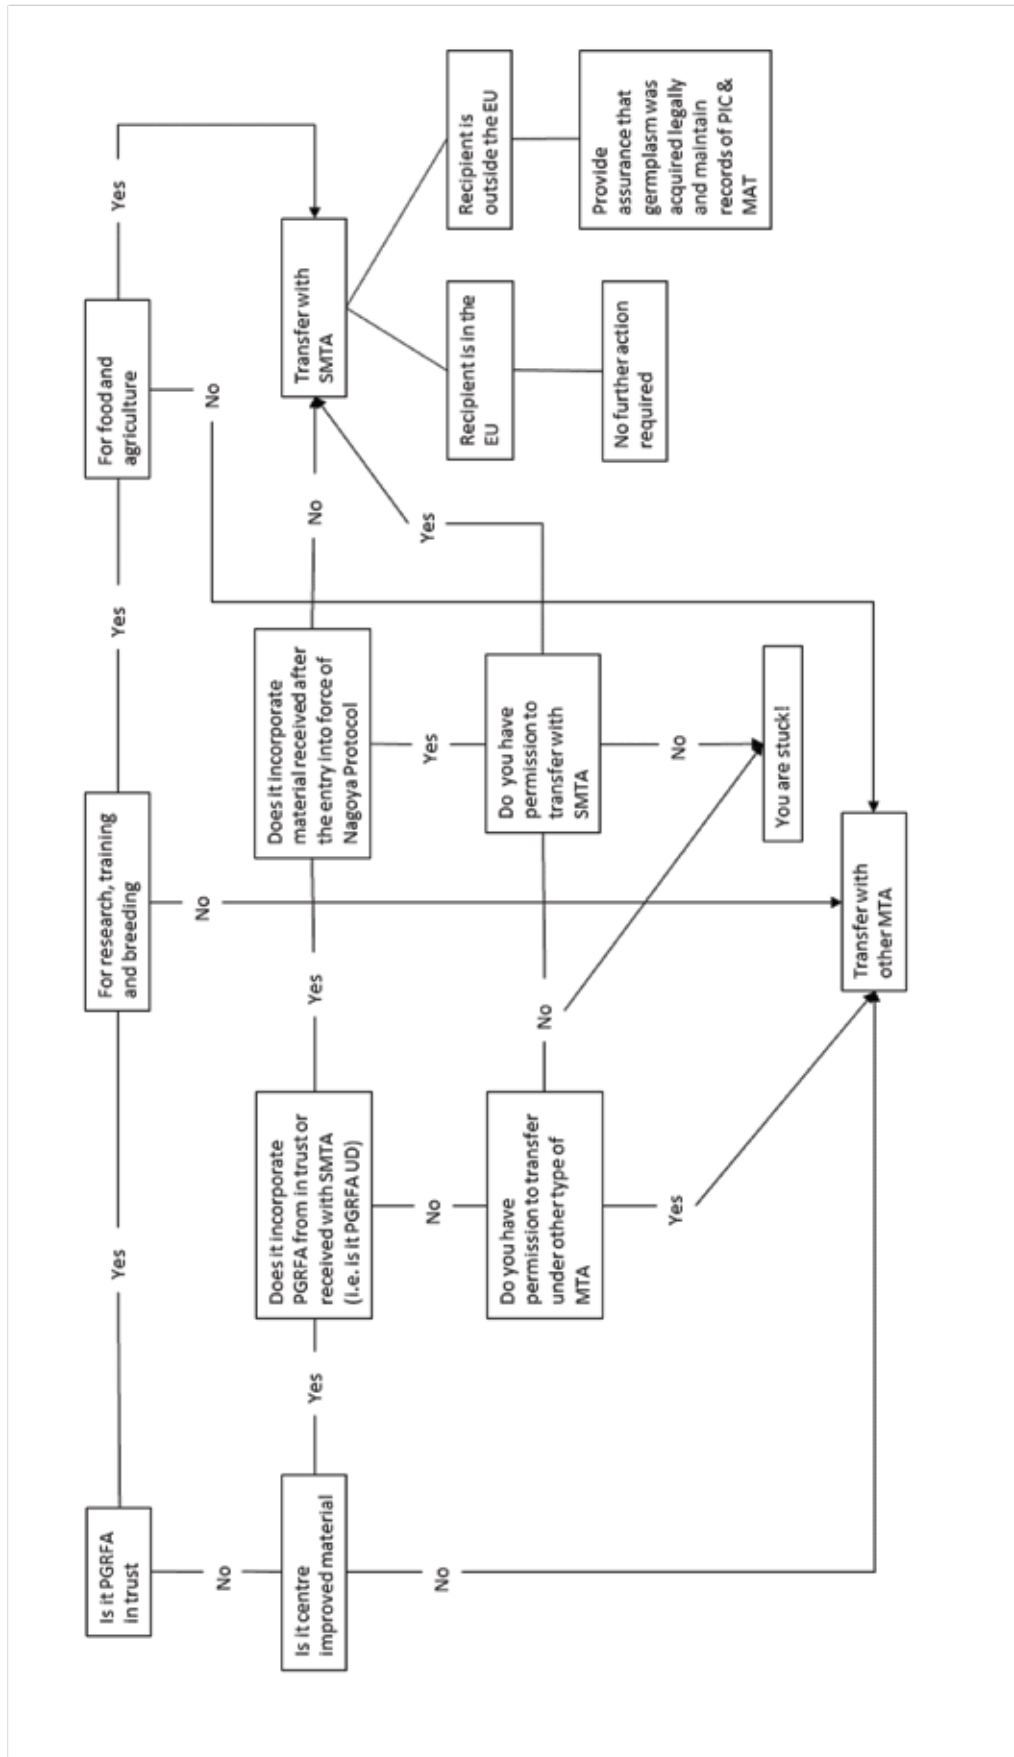 Is it PGRFA
in trust
Yes
For research, training
and breeding
Yes
For food and
agriculture
Yes
No
No
No
Is it centre
improved material
Yes
Does it incorporate
PGRFA from in trust or
received with SMTA
(i.e. is it PGRFA UD)
Yes
Does it incorporate
material received after
the entry into force of
Nagoya Protocol
No
Transfer with
SMTA
No
No
Yes
Yes
Do you have
permission to transfer
under other type of
MTA
No
Do you have
permission to
transfer with
SMTA
Recipient is in the
EU
Recipient is
outside the EU
Yes
No
No further action
required
Provide
assurance that
germplasm was
acquired legally
and maintain
records of PIC &
MAT
You are stuck!
Transfer with
other MTA